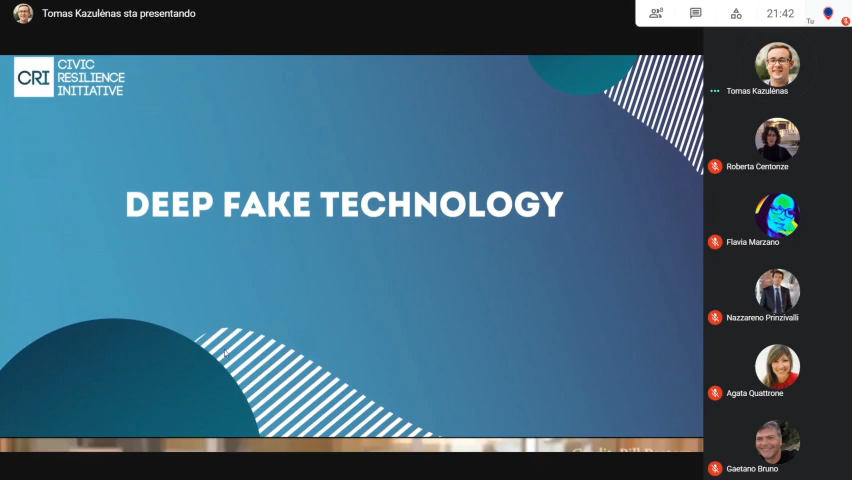 Tomas Kazulėnas sta presentando
8
21:42
Tu
CRI
CIVIC
RESILIENCE
INITIATIVE
DEEP FAKE TECHNOLOGY
Tomas Kazulėnas
Roberta Centonze
Flavia Marzano
Nazzareno Prinzivalli
Agata Quattrone
Gaetano Bruno